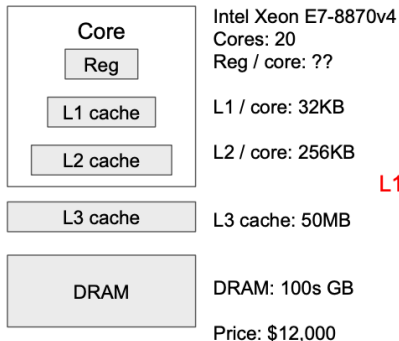 Core
Reg
L1 cache
L2 cache
L3 cache
DRAM
Intel Xeon E7-8870v4
Cores: 20
Reg / core: ??
L1 / core: 32KB
L2 / core: 256KB
L1
L3 cache: 50MB
DRAM: 100s GB
Price: $12,000